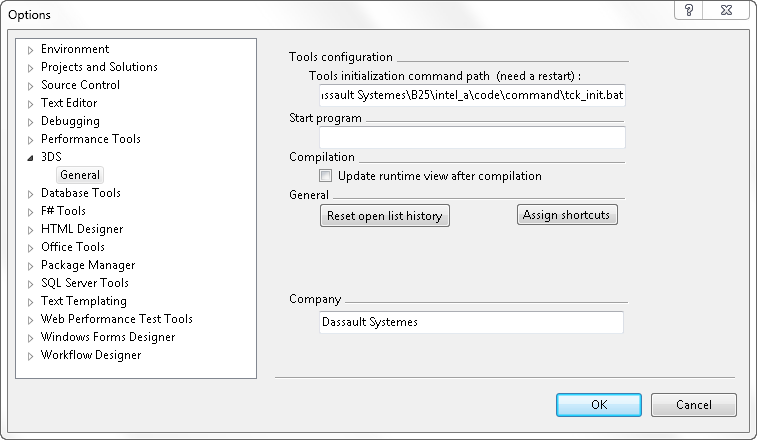 Options
Environment
Projects and Solutions
Source Control
Text Editor
Debugging
Performance Tools
3DS
General
Database Tools
F# Tools
HTML Designer
Office Tools
Package Manager
SQL Server Tools
Text Templating
Web Performance Test Tools
Windows Forms Designer
Workflow Designer
Tools configuration
Tools initialization command path (need a restart) :
ssault Systemes\B25\intel_a\code\command\tck_init.bat
Start program
Compilation
Update runtime view after compilation
General
Reset open list history Assign shortcuts
Company
Dassault Systemes
OK Cancel